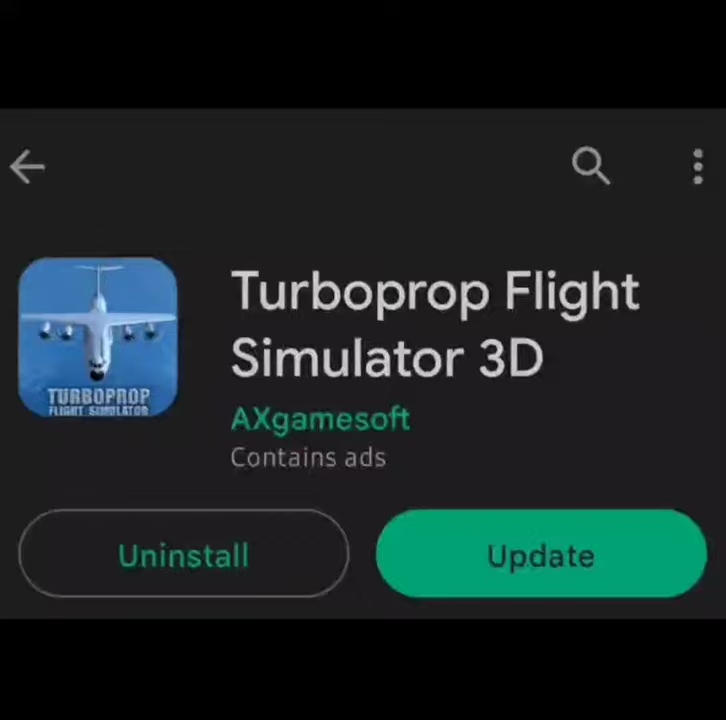 Turboprop Flight
Simulator 3D
TURBOPROP
FLIGHT SIMULATOR
AXgamesoft
Contains ads
Uninstall
Update